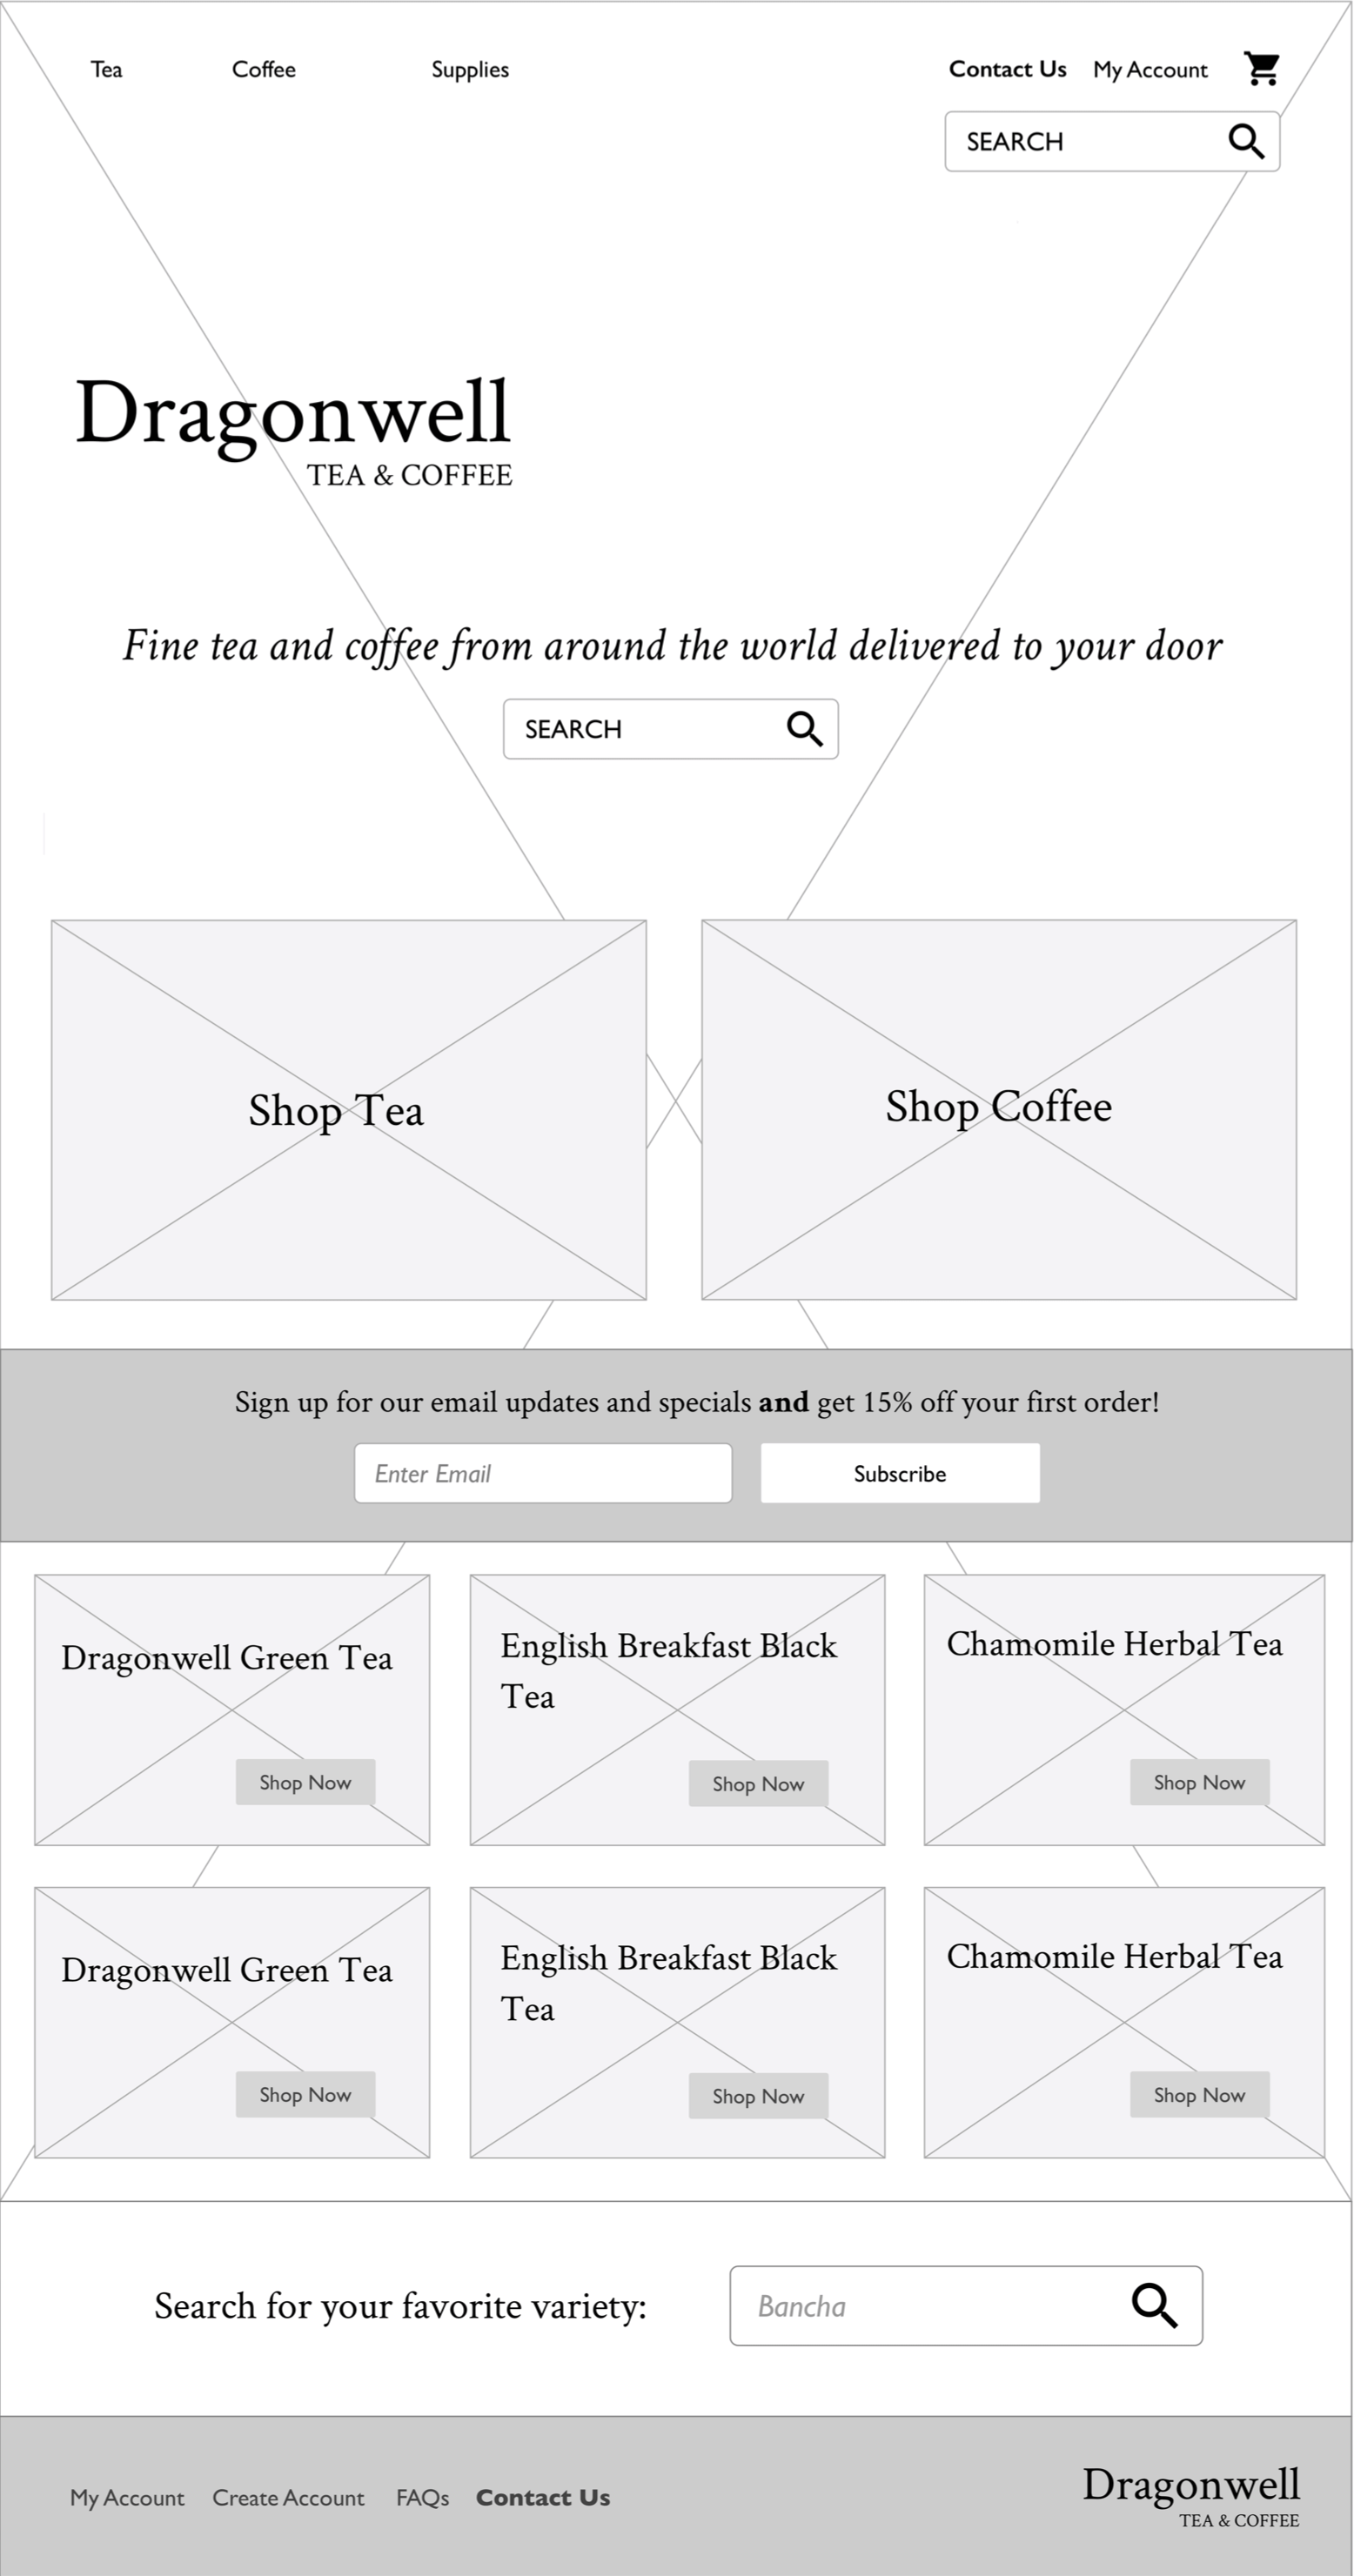 Tea Coffee Supplies Contact Us My Account
SEARCH
Dragonwell
TEA & COFFEE
Fine tea and coffee from around the world delivered to your door
SEARCH
Shop Tea
Shop Coffee
Sign up for our email updates and specials and get 15% off your first order!
Enter Email
Subscribe
Dragonwell Green Tea
Shop Now
English Breakfast Black
Tea
Shop Now
Chamomile Herbal Tea
Shop Now
Dragonwell Green Tea
Shop Now
English Breakfast Black
Tea
Shop Now
Chamomile Herbal Tea
Shop Now
Search for your favorite variety:
Bancha
My Account Create Account FAQs Contact Us
Dragonwell
TEA & COFFEE